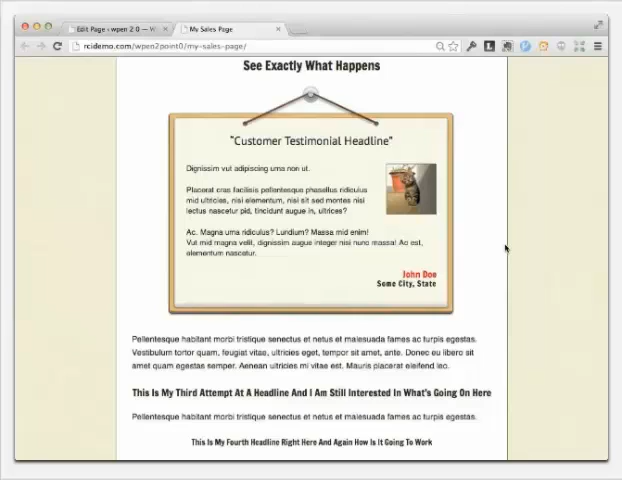 Edit Page ‹ wpen 2.0 — W
My Sales Page
rcidemo.com/wpen2point0/my-sales-page/
See Exactly What Happens
"Customer Testimonial Headline"
Dignissim vut adipiscing urna non ut.
Placerat cras facilisis pellentesque phasellus ridiculus
mid ultricies, nisi elementum, nisi sit sed montes nisi
lectus nascetur pid, tincidunt augue in, ultrices?
Ac. Magna urna ridiculus? Lundium? Massa mid enim!
Vut mid magna velit, dignissim augue integer nisi nunc massa! Ac est,
elementum nascetur.
John Doe
Some City, State
Pellentesque habitant morbi tristique senectus et netus et malesuada fames ac turpis egestas.
Vestibulum tortor quam, feugiat vitae, ultricies eget, tempor sit amet, ante. Donec eu libero sit
amet quam egestas semper. Aenean ultricies mi vitae est. Mauris placerat eleifend leo.
This Is My Third Attempt At A Headline And I Am Still Interested In What's Going On Here
Pellentesque habitant morbi tristique senectus et netus et malesuada fames ac turpis egestas.
This Is My Fourth Headline Right Here And Again How Is It Going To Work